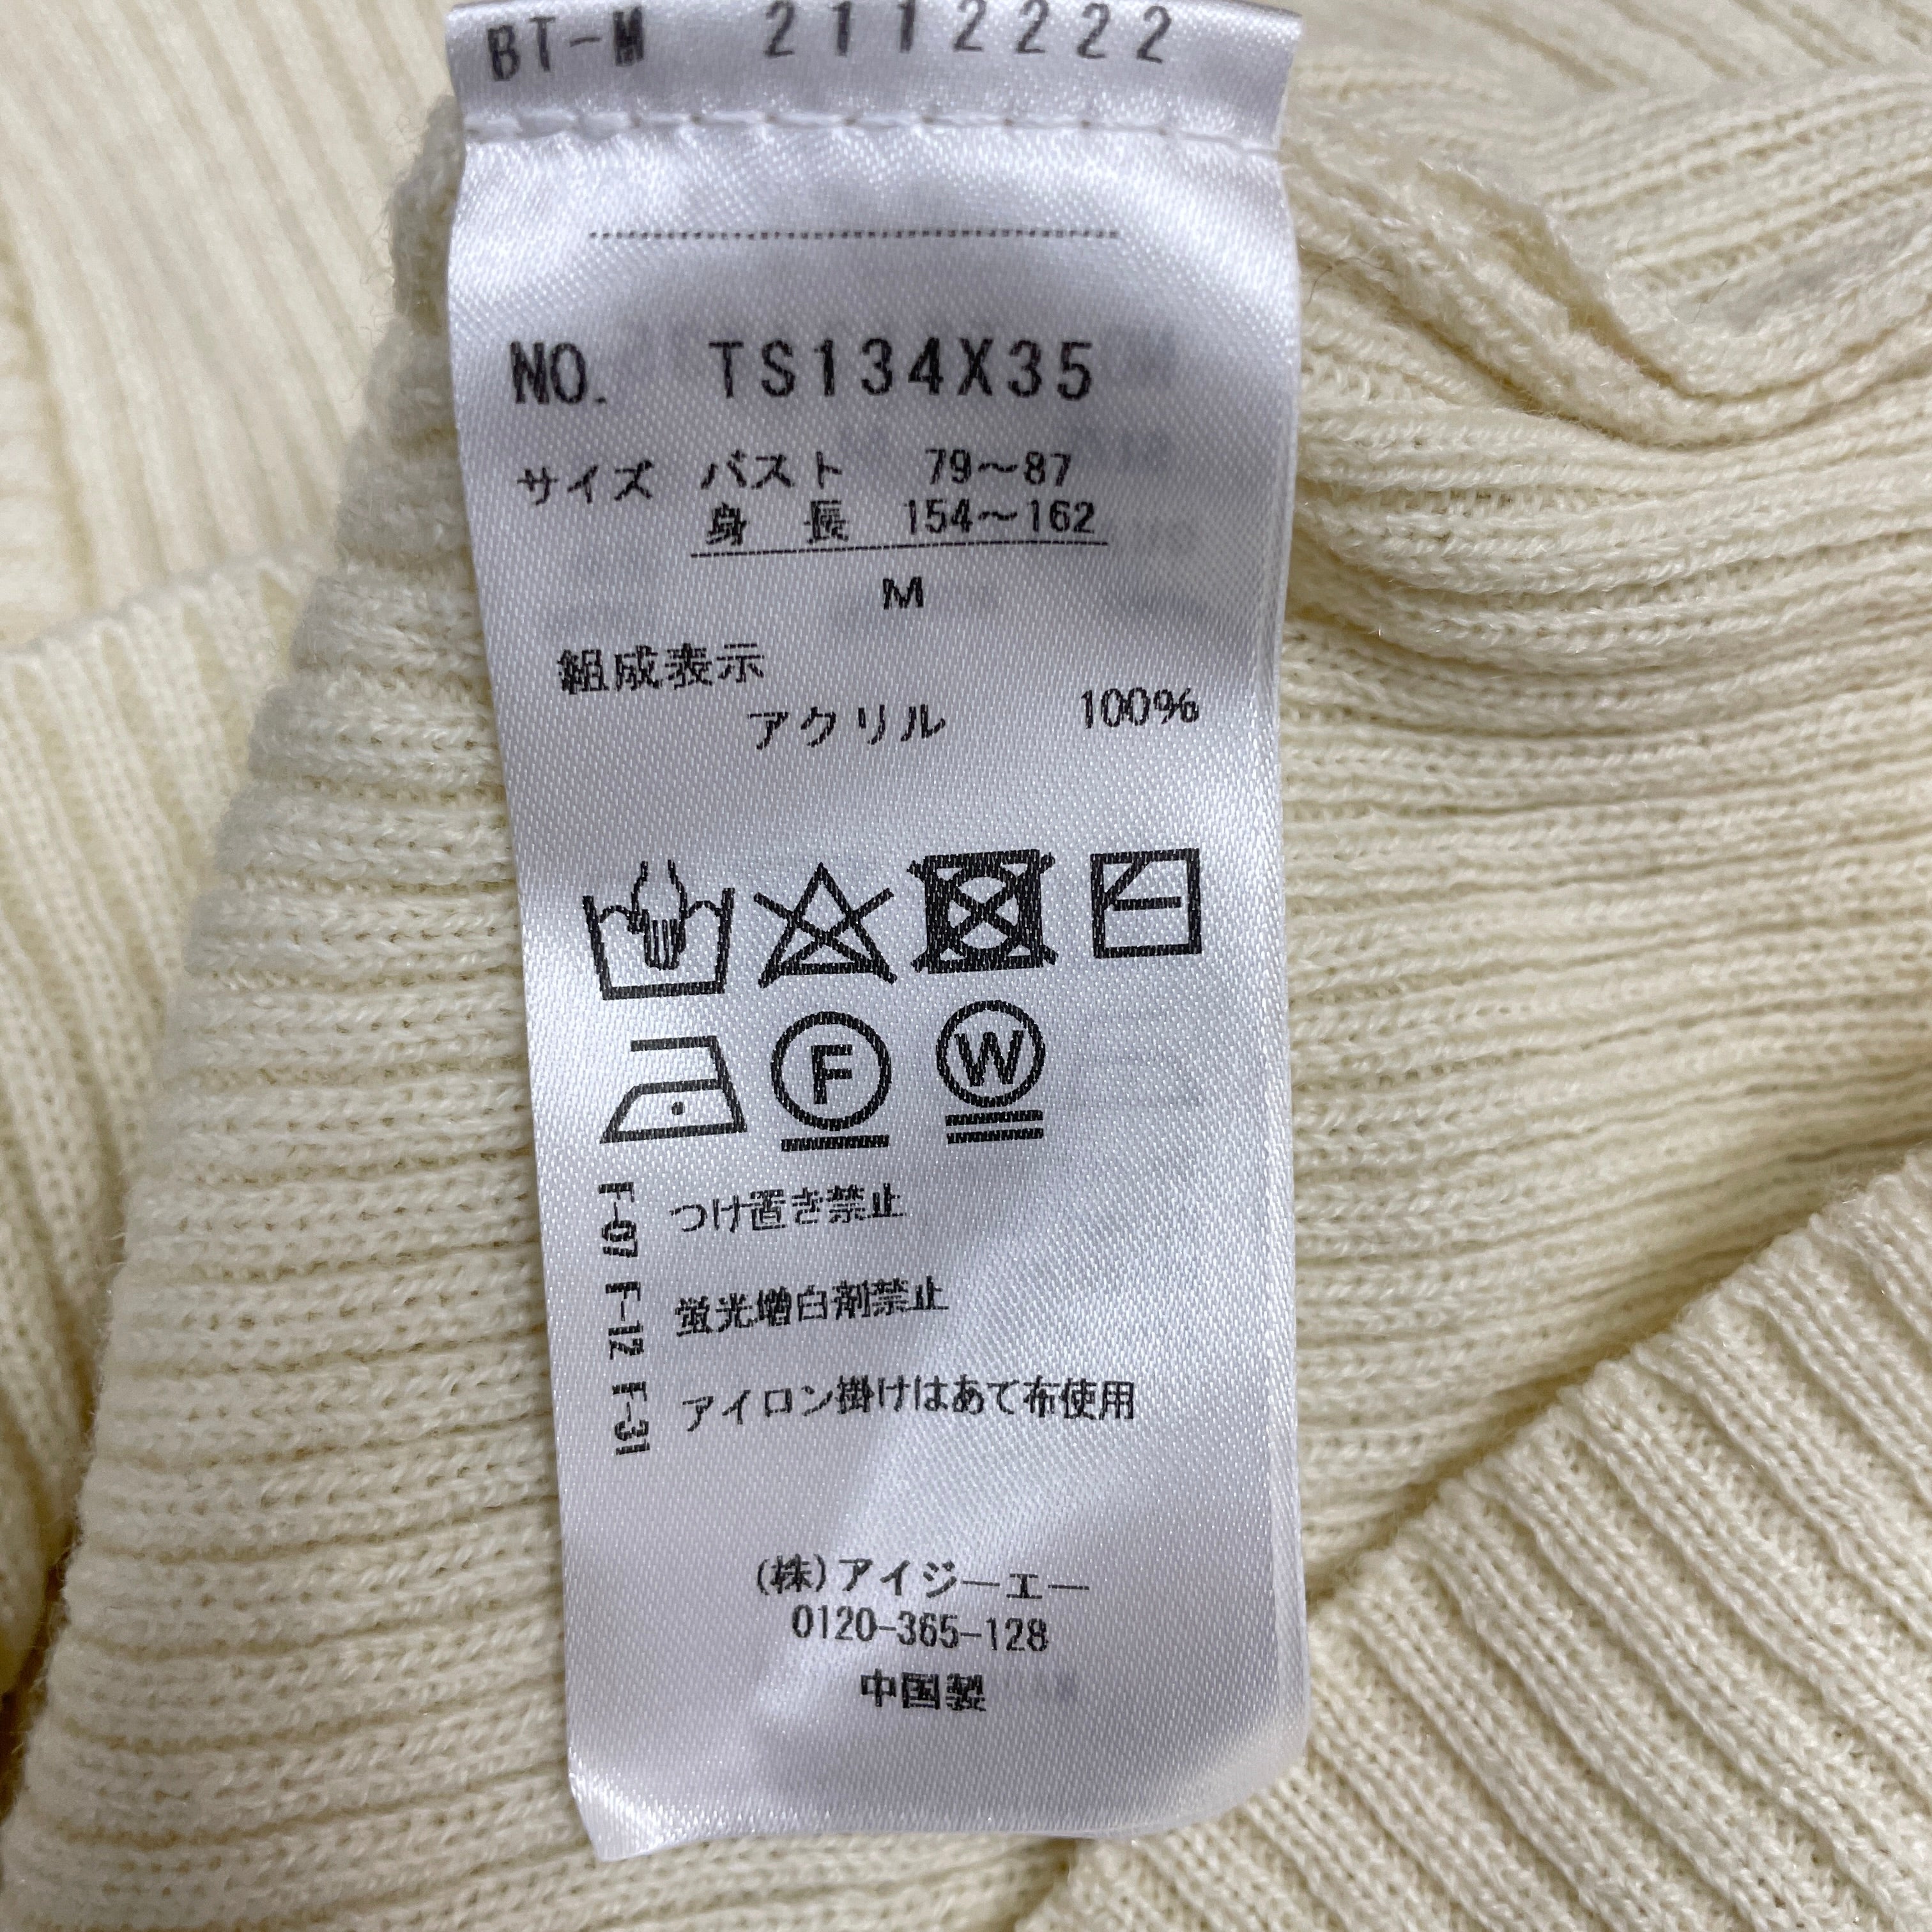 BT-M 2112222
NO. TS134X35
サイズ バスト 79～87
身 長 154～162
M
組成表示
アクリル 100%
F
W
F-07 つけ置き禁止
F-12 蛍光増白剤禁止
F-31 アイロン掛けはあて布使用
(株)アイジーエー
0120-365-128
中国製